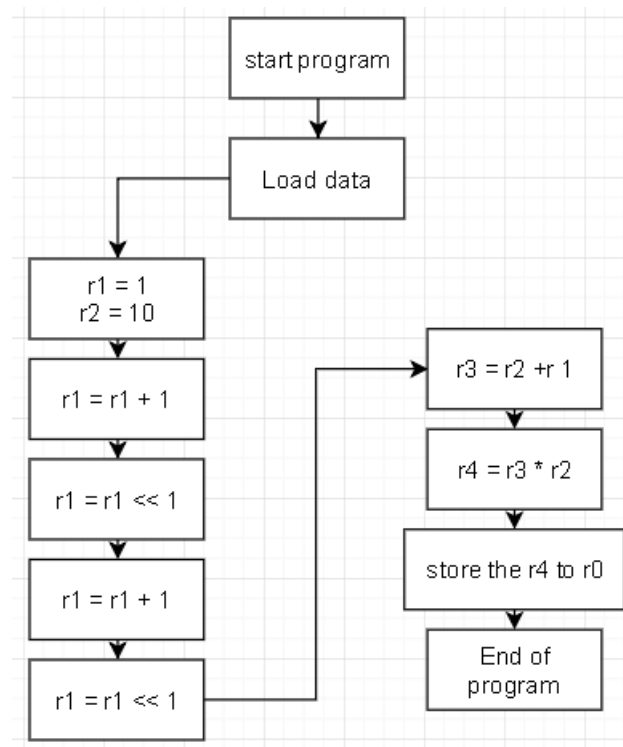 start program
Load data
r1 = 1
r2 = 10
r1 = r1 + 1
r1 = r1 << 1
r1 = r1 + 1
r1 = r1 << 1
r3 = r2 +r 1
r4 = r3 * r2
store the r4 to r0
End of
program